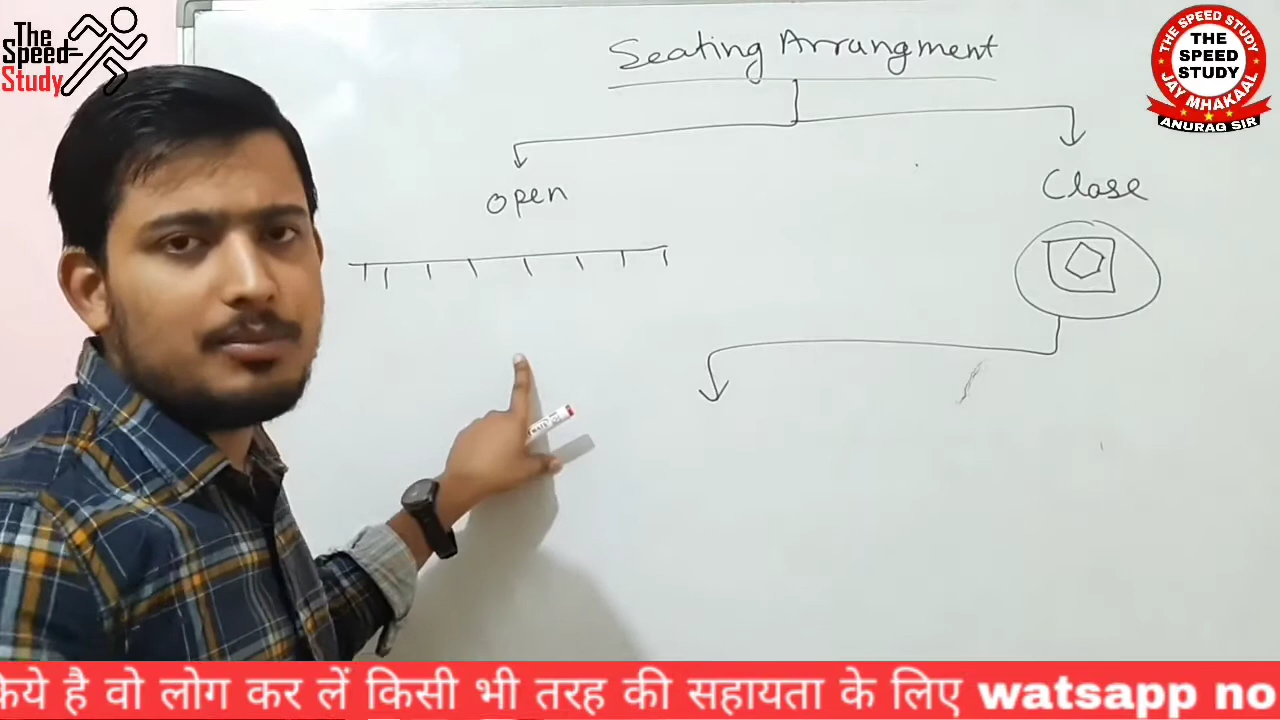 The
Speed
Study
Seating Arrangment
THE SPEED STUDY
THE
SPEED
STUDY
JAY MHAKAAL
ANURAG SIR
Open
Close
किये है वो लोग कर लें किसी भी तरह की सहायता के लिए watsapp no